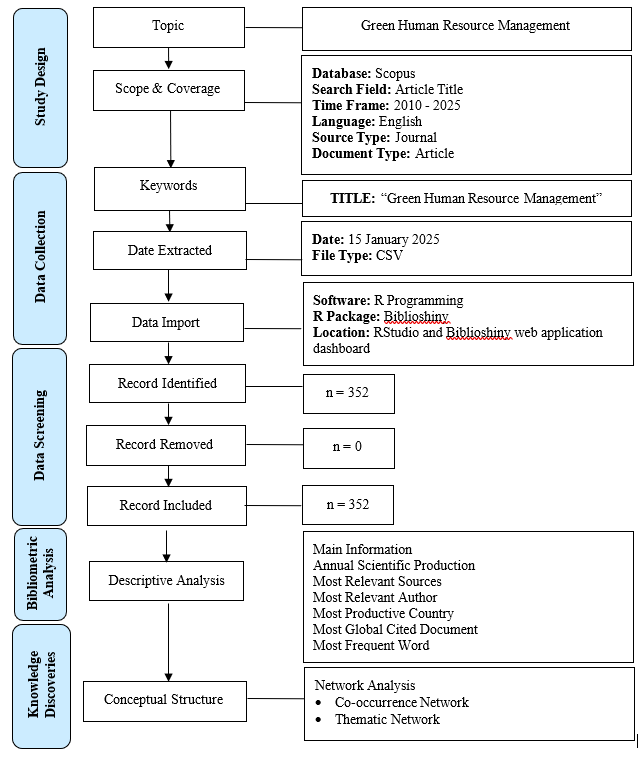 Study Design
Topic
Green Human Resource Management
Scope & Coverage
Database: Scopus
Search Field: Article Title
Time Frame: 2010 - 2025
Language: English
Source Type: Journal
Document Type: Article
Data Collection
Keywords
TITLE: “Green Human Resource Management”
Date Extracted
Date: 15 January 2025
File Type: CSV
Data Import
Software: R Programming
R Package: Biblioshiny
Location: RStudio and Biblioshiny web application
dashboard
Data Screening
Record Identified
n = 352
Record Removed
n = 0
Record Included
n = 352
Bibliometric
Analysis
Descriptive Analysis
Main Information
Annual Scientific Production
Most Relevant Sources
Most Relevant Author
Most Productive Country
Most Global Cited Document
Most Frequent Word
Knowledge
Discoveries
Conceptual Structure
Network Analysis
• Co-occurrence Network
• Thematic Network